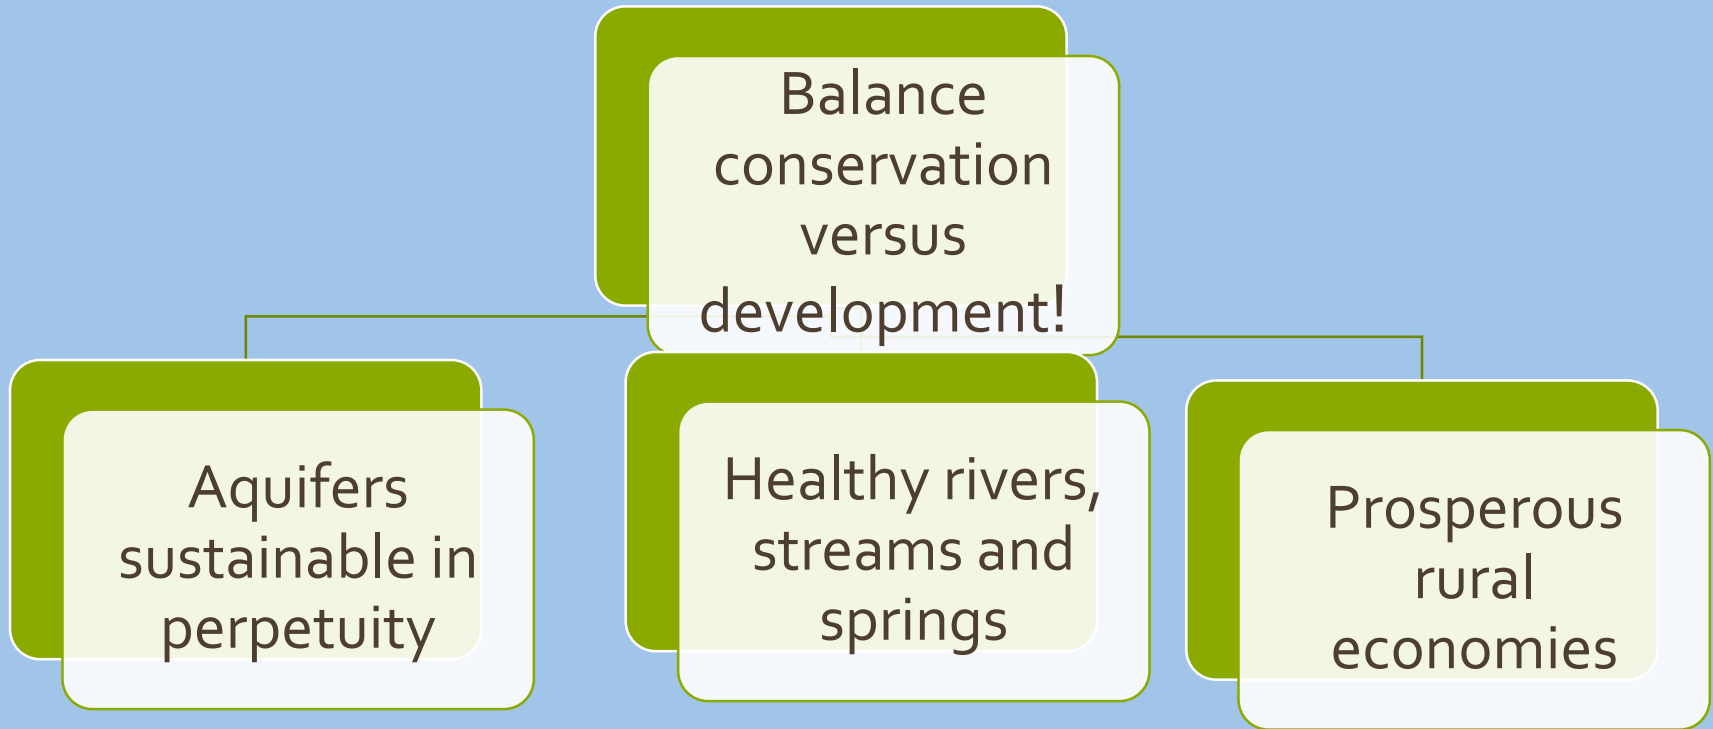 Balance
conservation
versus
development!
Aquifers
sustainable in
perpetuity
Healthy rivers,
streams and
springs
Prosperous
rural
economies